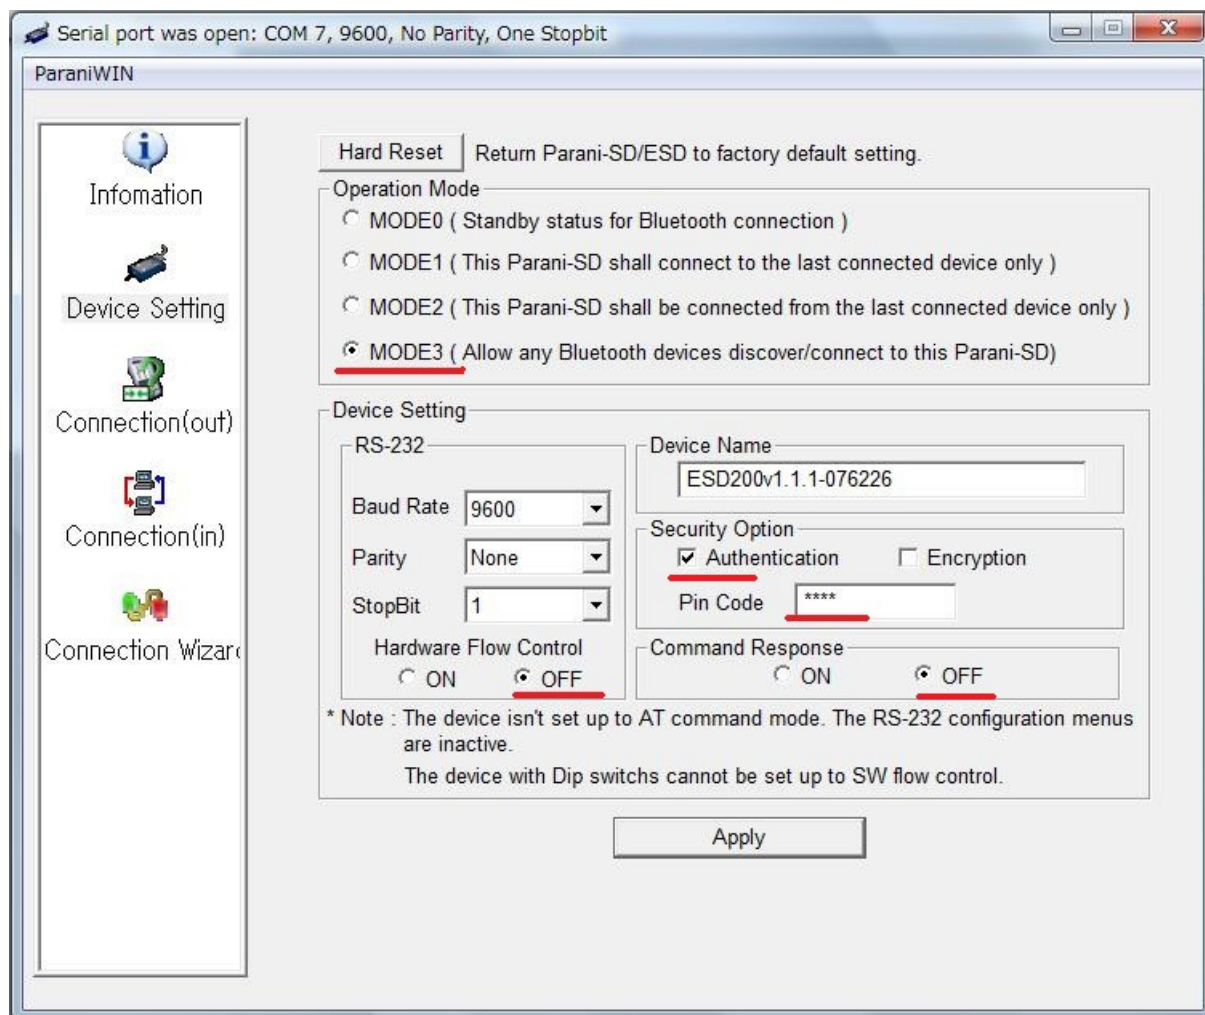 Serial port was open: COM 7, 9600, No Parity, One Stopbit
ParaniWIN
Infomation
Device Setting
Connection(out)
Connection(in)
Connection Wizar
Hard Reset Return Parani-SD/ESD to factory default setting.
Operation Mode
MODE0 ( Standby status for Bluetooth connection )
MODE1 ( This Parani-SD shall connect to the last connected device only )
MODE2 ( This Parani-SD shall be connected from the last connected device only )
MODE3 ( Allow any Bluetooth devices discover/connect to this Parani-SD)
Device Setting
RS-232
Baud Rate 9600
Parity None
StopBit 1
Hardware Flow Control
ON OFF
Device Name
ESD200v1.1.1-076226
Security Option
Authentication Encryption
Pin Code ****
Command Response
ON OFF
* Note : The device isn't set up to AT command mode. The RS-232 configuration menus
are inactive.
The device with Dip switchs cannot be set up to SW flow control.
Apply